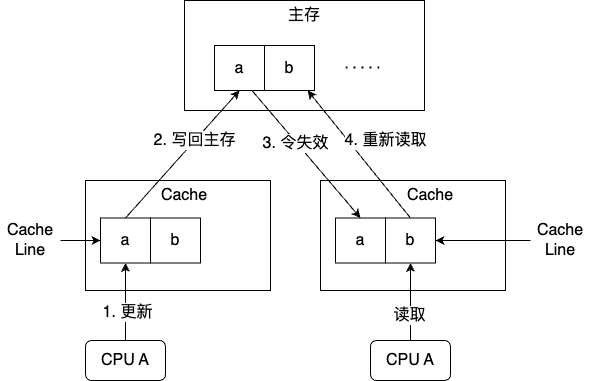 主存
a b ·····
2. 写回主存
3. 令失效
4. 重新读取
Cache
Cache
Cache
Line
a b
a b
Cache
Line
1. 更新
读取
CPU A
CPU A